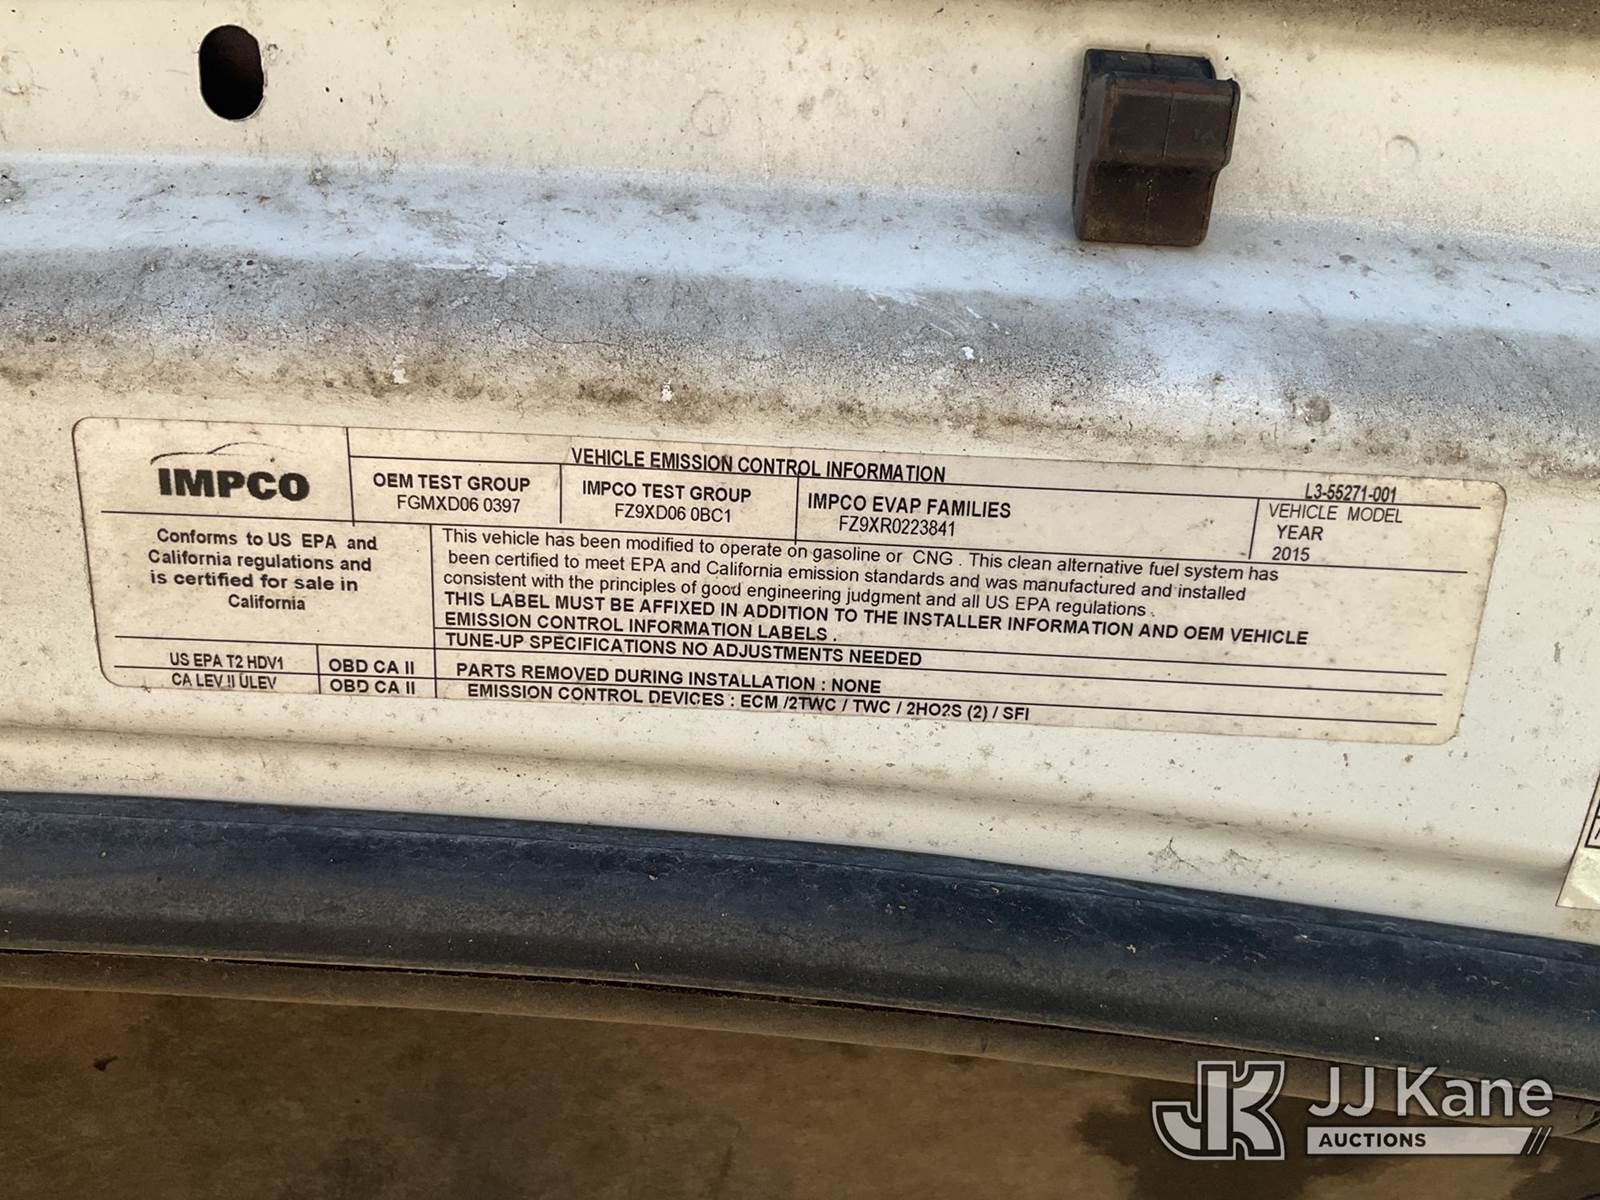 IMPCO
VEHICLE EMISSION CONTROL INFORMATION
L3-55271-001
OEM TEST GROUP
FGMXD06 0397
IMPCO TEST GROUP
FZ9XD06 0BC1
IMPCO EVAP FAMILIES
FZ9XR0223841
VEHICLE MODEL
YEAR
2015
Conforms to US EPA and
California regulations and
is certified for sale in
California
This vehicle has been modified to operate on gasoline or CNG . This clean alternative fuel system has
been certified to meet EPA and California emission standards and was manufactured and installed
consistent with the principles of good engineering judgment and all US EPA regulations .
THIS LABEL MUST BE AFFIXED IN ADDITION TO THE INSTALLER INFORMATION AND OEM VEHICLE
EMISSION CONTROL INFORMATION LABELS .
TUNE-UP SPECIFICATIONS NO ADJUSTMENTS NEEDED
US EPA T2 HDV1 OBD CA II
PARTS REMOVED DURING INSTALLATION : NONE
CA LEV II ULEV OBD CA II
EMISSION CONTROL DEVICES : ECM /2TWC / TWC / 2HO2S (2) / SFI
JK JJ Kane
AUCTIONS